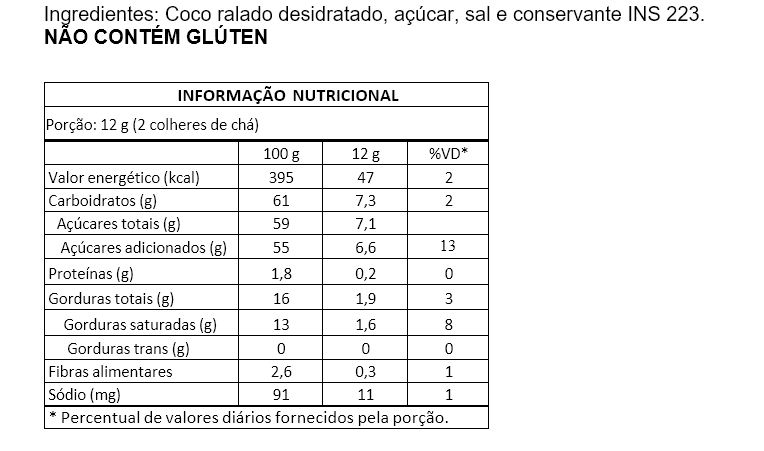 Ingredientes: Coco ralado desidratado, açúcar, sal e conservante INS 223.
NÃO CONTÉM GLÚTEN
INFORMAÇÃO NUTRICIONAL
Porção: 12 g (2 colheres de chá)
100 g 12 g %VD*
Valor energético (kcal) 395 47 2
Carboidratos (g) 61 7,3 2
Açúcares totais (g) 59 7,1
Açúcares adicionados (g) 55 6,6 13
Proteínas (g) 1,8 0,2 0
Gorduras totais (g) 16 1,9 3
Gorduras saturadas (g) 13 1,6 8
Gorduras trans (g) 0 0 0
Fibras alimentares 2,6 0,3 1
Sódio (mg) 91 11 1
* Percentual de valores diários fornecidos pela porção.